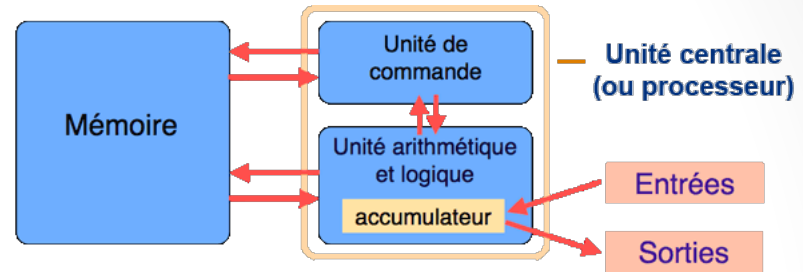 Mémoire
Unité de
commande
Unité centrale
(ou processeur)
Unité arithmétique
et logique
accumulateur
Entrées
Sorties